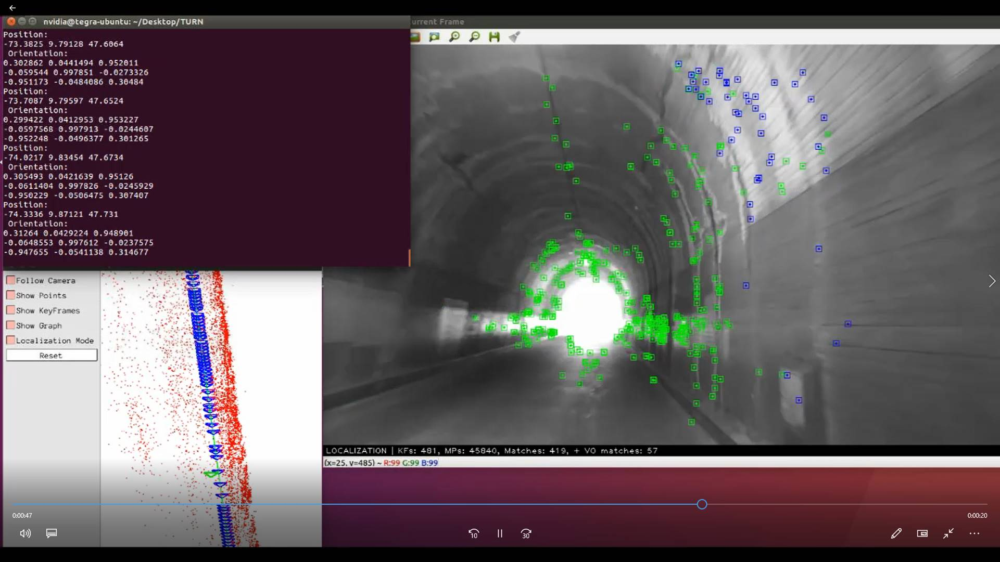 nvidia@tegra-ubuntu: ~/Desktop/TURN
urrent Frame
Position:
-73.3825 9.79128 47.6064
Orientation:
0.302862 0.0441494 0.952011
-0.059544 0.997851 -0.0273326
-0.951173 -0.0484086 0.30484
Position:
-73.7087 9.79597 47.6524
Orientation:
0.299422 0.0412953 0.953227
-0.0597568 0.997913 -0.0244607
-0.952248 -0.0496377 0.301265
Position:
-74.0217 9.83454 47.6734
Orientation:
0.305493 0.0421639 0.95126
-0.0611404 0.997826 -0.0245929
-0.950229 -0.0506475 0.307407
Position:
-74.3336 9.87121 47.731
Orientation:
0.31264 0.0429224 0.948901
-0.0648553 0.997612 -0.0237575
-0.947655 -0.0541138 0.314677
Follow Camera
Show Points
Show KeyFrames
Show Graph
Localization Mode
Reset
LOCALIZATION | KFs: 481, MPs: 45840, Matches: 419, + VO matches: 57
(x=25, y=485) ~ R:99 G:99 B:99
0:00:47
0:00:20
10
30